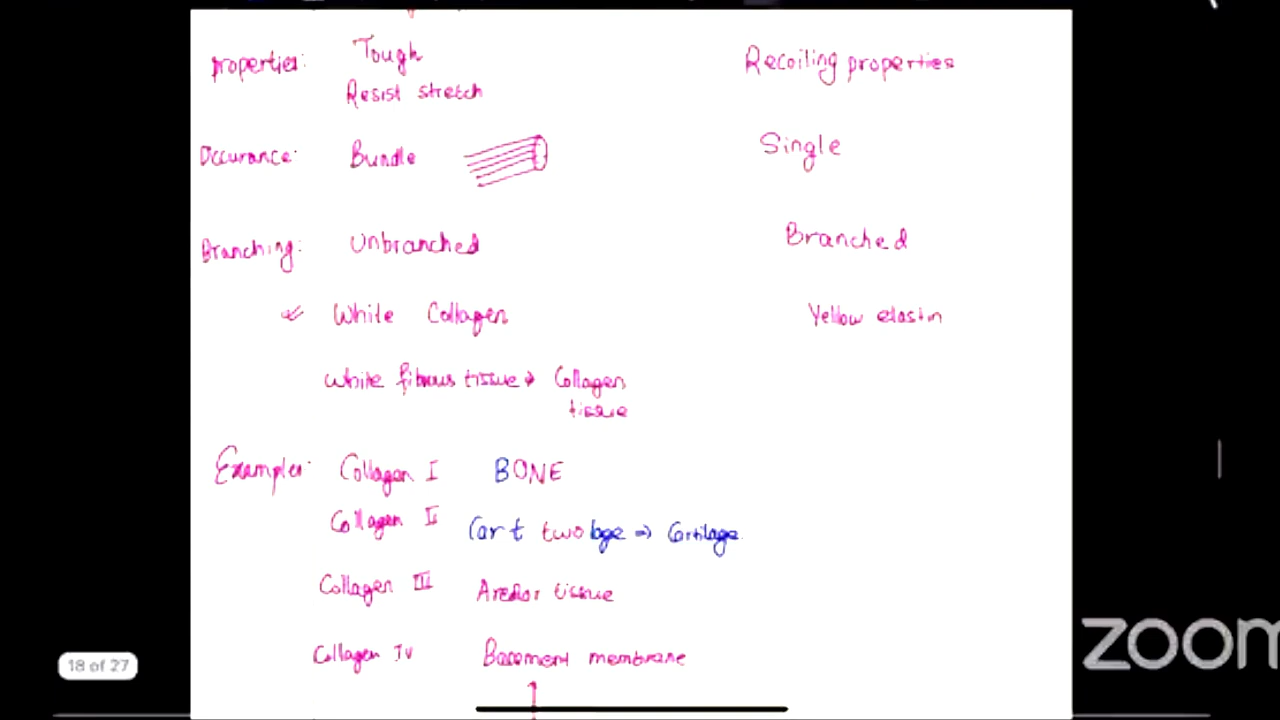 Properties: Tough Recoiling properties
Resist stretch
Occurance: Bundle Single
Branching: Unbranched Branched
White Collagen Yellow elastin
White fibrous tissue → Collagen
tissue
Examples: Collagen I BONE
Collagen II Cart two lage ⇒ Cartilage
Collagen III Areolar tissue
Collagen IV Basement membrane
18 of 27
zoom